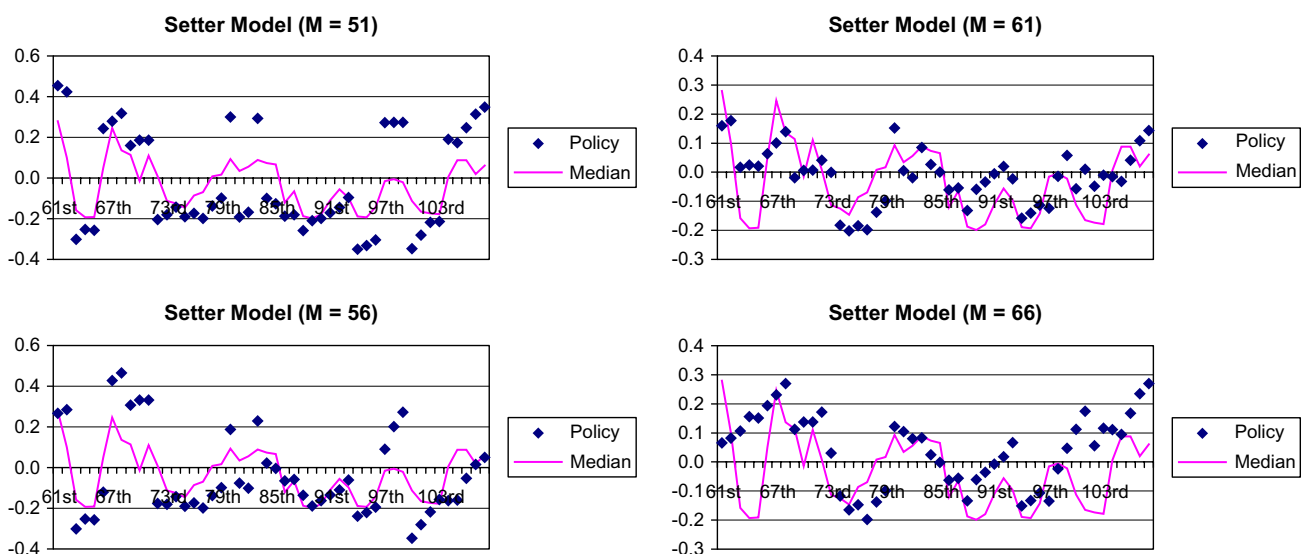 Setter Model (M = 51)
0.6
0.4
0.2
0.0
-0.2
-0.4
61st 67th 73rd 79th 85th 91st 97th 103rd
Policy
Median
Setter Model (M = 61)
0.4
0.3
0.2
0.1
0.0
-0.1
-0.2
-0.3
61st 67th 73rd 79th 85th 91st 97th 103rd
Policy
Median
Setter Model (M = 56)
0.6
0.4
0.2
0.0
-0.2
-0.4
61st 67th 73rd 79th 85th 91st 97th 103rd
Policy
Median
Setter Model (M = 66)
0.4
0.3
0.2
0.1
0.0
-0.1
-0.2
-0.3
61st 67th 73rd 79th 85th 91st 97th 103rd
Policy
Median